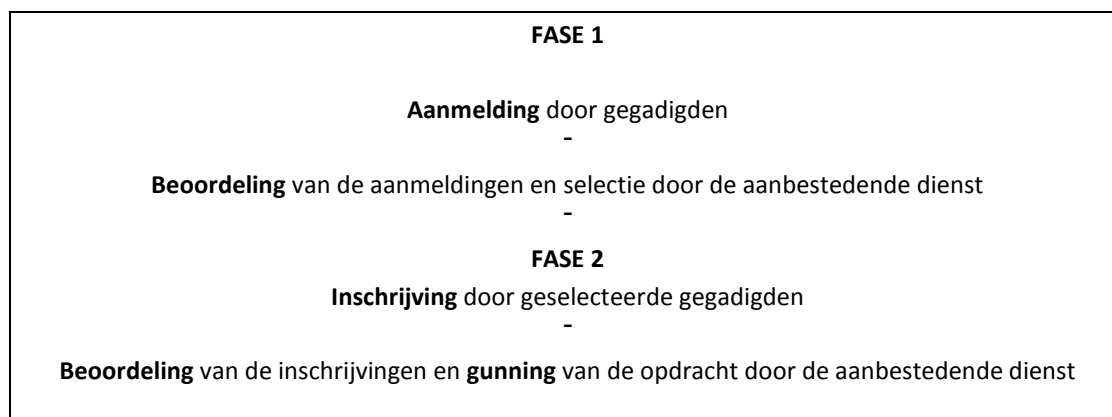 FASE 1
Aanmelding door gegadigden
-
Beoordeling van de aanmeldingen en selectie door de aanbestedende dienst
-
FASE 2
Inschrijving door geselecteerde gegadigden
-
Beoordeling van de inschrijvingen en gunning van de opdracht door de aanbestedende dienst